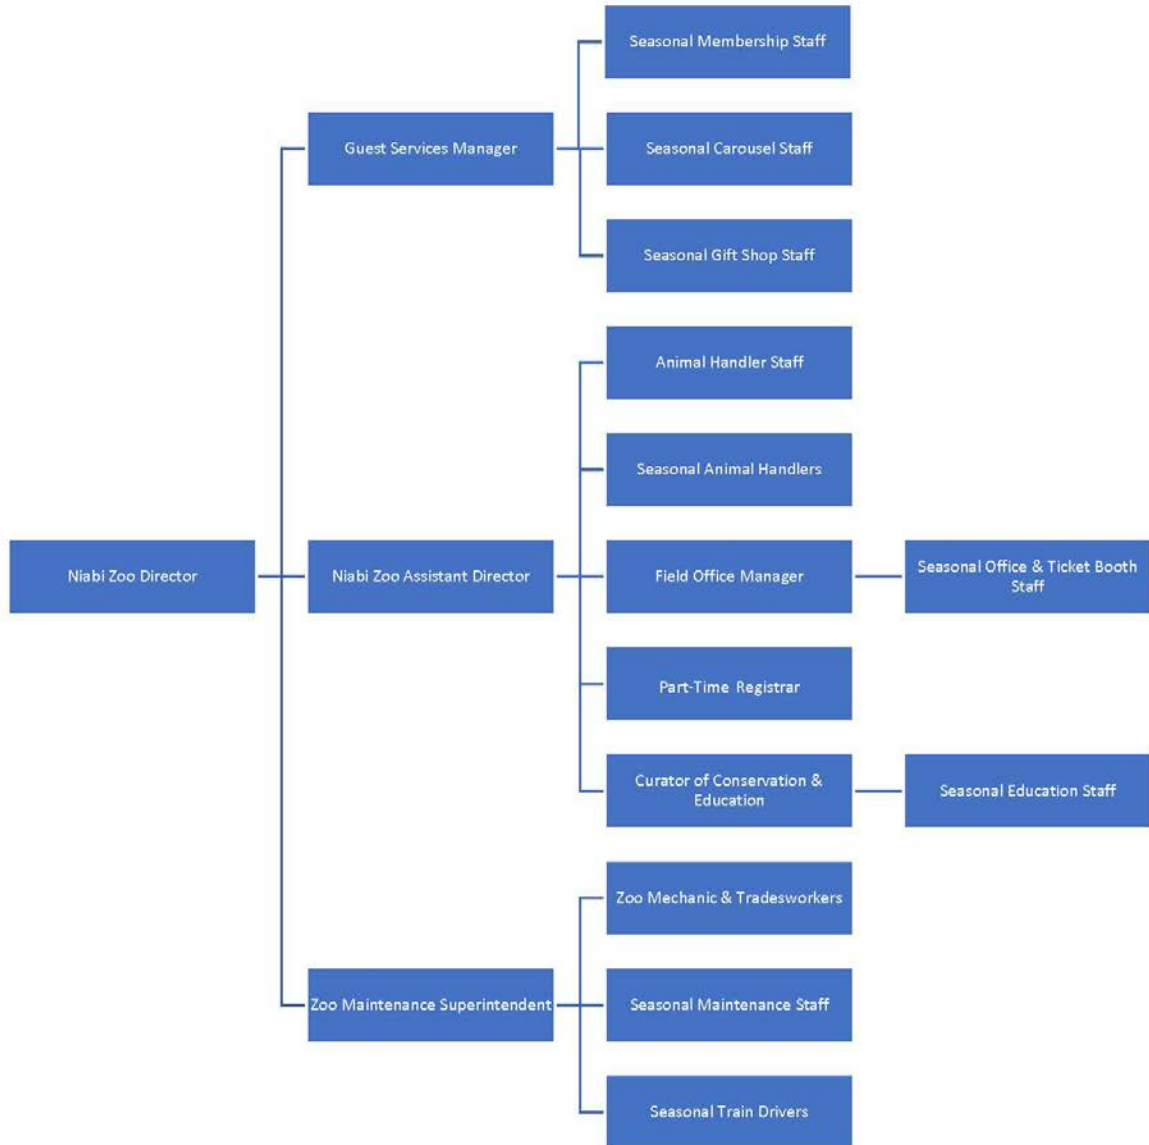 Seasonal Membership Staff
Guest Services Manager
Seasonal Carousel Staff
Seasonal Gift Shop Staff
Animal Handler Staff
Seasonal Animal Handlers
Niabi Zoo Director
Niabi Zoo Assistant Director
Field Office Manager
Seasonal Office & Ticket Booth
Staff
Part-Time Registrar
Curator of Conservation &
Education
Seasonal Education Staff
Zoo Mechanic & Tradesworkers
Zoo Maintenance Superintendent
Seasonal Maintenance Staff
Seasonal Train Drivers